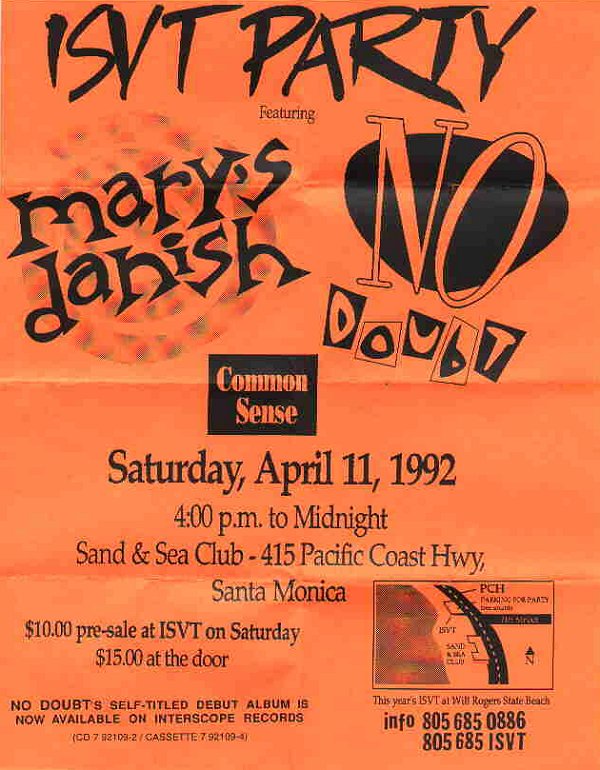 ISVT PARTY
Featuring
mary's
danish
NO
DOUbT
Common
Sense
Saturday, April 11, 1992
4:00 p.m. to Midnight
Sand & Sea Club - 415 Pacific Coast Hwy,
Santa Monica
$10.00 pre-sale at ISVT on Saturday
$15.00 at the door
PCH
PARKING FOR PARTY
ISVT
SAND
& SEA
CLUB
N
This year's ISVT at Will Rogers State Beach
NO DOUBT'S SELF-TITLED DEBUT ALBUM IS
NOW AVAILABLE ON INTERSCOPE RECORDS
(CD 7 92109-2 / CASSETTE 7 92109-4)
info 805 685 0886
805 685 ISVT